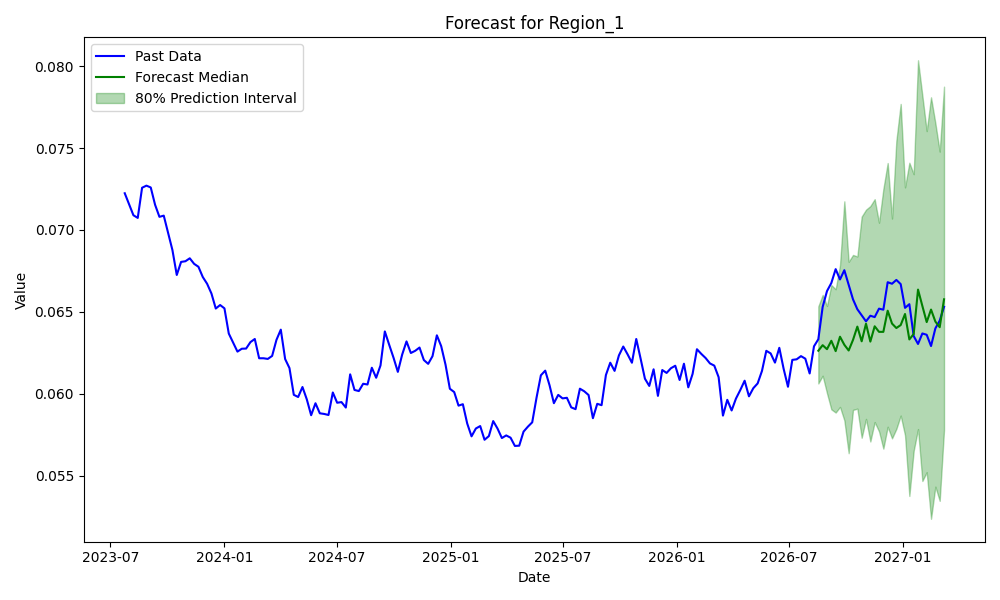 Forecast for Region_1
Past Data
Forecast Median
80% Prediction Interval
0.080
0.075
0.070
0.065
0.060
0.055
Value
2023-07
2024-01
2024-07
2025-01
2025-07
2026-01
2026-07
2027-01
Date